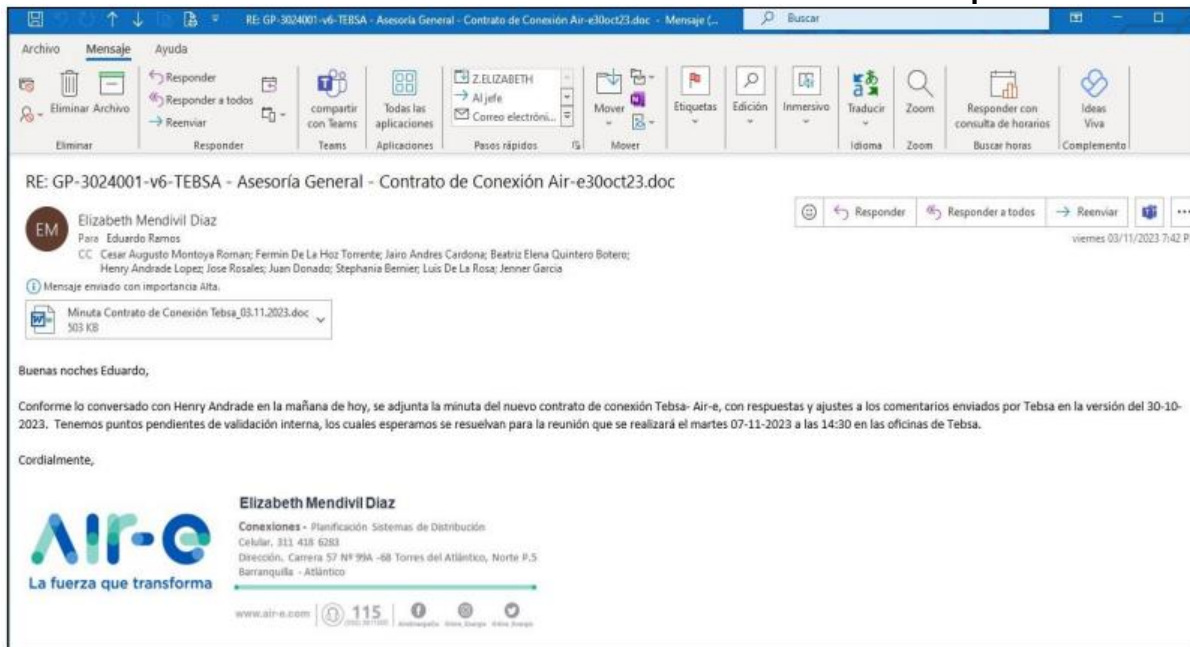 RE: GP-3024001-v6-TEBSA - Asesoría General - Contrato de Conexión Air-e30oct23.doc - Mensaje (...
Buscar
Archivo Mensaje Ayuda
Eliminar Archivo
Responder
Responder a todos
Reenviar
compartir con Teams
Todas las aplicaciones
Z.ELIZABETH
Al jefe
Correo electróni...
Mover
Etiquetas
Edición
Inmersivo
Traducir
Zoom
Responder con consulta de horarios
Ideas Viva
Eliminar Responder Teams Aplicaciones Pasos rápidos Mover Idioma Zoom Buscar horas Complemento
RE: GP-3024001-v6-TEBSA - Asesoría General - Contrato de Conexión Air-e30oct23.doc
EM
Elizabeth Mendivil Diaz
Para Eduardo Ramos
CC Cesar Augusto Montoya Roman; Fermin De La Hoz Torrente; Jairo Andres Cardona; Beatriz Elena Quintero Botero;
Henry Andrade Lopez; Jose Rosales; Juan Donado; Stephania Bernier; Luis De La Rosa; Jenner Garcia
Responder Responder a todos Reenviar
viernes 03/11/2023 7:42 P
Mensaje enviado con importancia Alta.
Minuta Contrato de Conexión Tebsa_03.11.2023.doc
503 KB
Buenas noches Eduardo,
Conforme lo conversado con Henry Andrade en la mañana de hoy, se adjunta la minuta del nuevo contrato de conexión Tebsa- Air-e, con respuestas y ajustes a los comentarios enviados por Tebsa en la versión del 30-10-
2023. Tenemos puntos pendientes de validación interna, los cuales esperamos se resuelvan para la reunión que se realizará el martes 07-11-2023 a las 14:30 en las oficinas de Tebsa.
Cordialmente,
Air-e
La fuerza que transforma
Elizabeth Mendivil Diaz
Conexiones - Planificación Sistemas de Distribución
Celular. 311 418 6283
Dirección. Carrera 57 Nº 99A -68 Torres del Atlántico, Norte P.5
Barranquilla - Atlántico
www.air-e.com 115